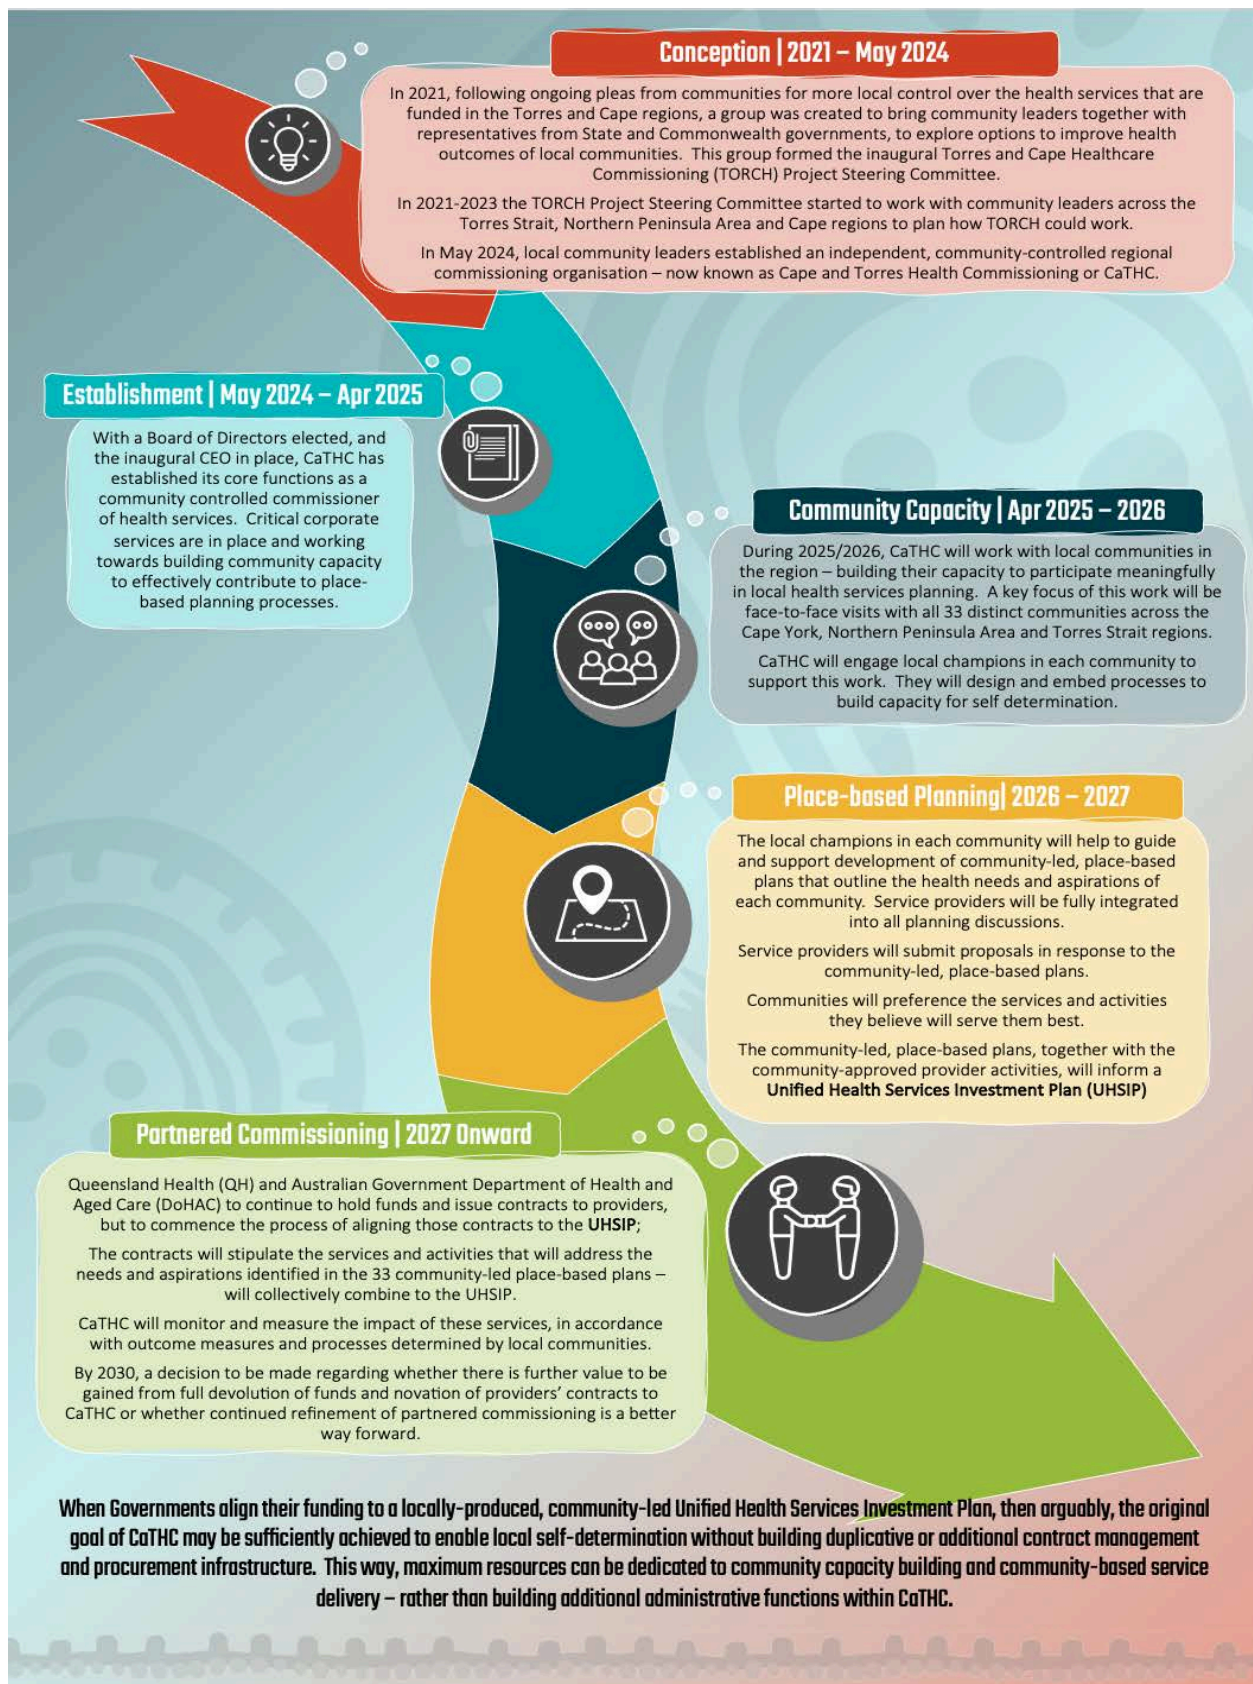 Conception | 2021 – May 2024
In 2021, following ongoing pleas from communities for more local control over the health services that are
funded in the Torres and Cape regions, a group was created to bring community leaders together with
representatives from State and Commonwealth governments, to explore options to improve health
outcomes of local communities. This group formed the inaugural Torres and Cape Healthcare
Commissioning (TORCH) Project Steering Committee.
In 2021-2023 the TORCH Project Steering Committee started to work with community leaders across the
Torres Strait, Northern Peninsula Area and Cape regions to plan how TORCH could work.
In May 2024, local community leaders established an independent, community-controlled regional
commissioning organisation – now known as Cape and Torres Health Commissioning or CaTHC.
Establishment | May 2024 – Apr 2025
With a Board of Directors elected, and
the inaugural CEO in place, CaTHC has
established its core functions as a
community controlled commissioner
of health services. Critical corporate
services are in place and working
towards building community capacity
to effectively contribute to place-
based planning processes.
Community Capacity | Apr 2025 – 2026
During 2025/2026, CaTHC will work with local communities in
the region – building their capacity to participate meaningfully
in local health services planning. A key focus of this work will be
face-to-face visits with all 33 distinct communities across the
Cape York, Northern Peninsula Area and Torres Strait regions.
CaTHC will engage local champions in each community to
support this work. They will design and embed processes to
build capacity for self determination.
Place-based Planning| 2026 – 2027
The local champions in each community will help to guide
and support development of community-led, place-based
plans that outline the health needs and aspirations of
each community. Service providers will be fully integrated
into all planning discussions.
Service providers will submit proposals in response to the
community-led, place-based plans.
Communities will preference the services and activities
they believe will serve them best.
The community-led, place-based plans, together with the
community-approved provider activities, will inform a
Unified Health Services Investment Plan (UHSIP)
Partnered Commissioning | 2027 Onward
Queensland Health (QH) and Australian Government Department of Health and
Aged Care (DoHAC) to continue to hold funds and issue contracts to providers,
but to commence the process of aligning those contracts to the UHSIP;
The contracts will stipulate the services and activities that will address the
needs and aspirations identified in the 33 community-led place-based plans –
will collectively combine to the UHSIP.
CaTHC will monitor and measure the impact of these services, in accordance
with outcome measures and processes determined by local communities.
By 2030, a decision to be made regarding whether there is further value to be
gained from full devolution of funds and novation of providers’ contracts to
CaTHC or whether continued refinement of partnered commissioning is a better
way forward.
When Governments align their funding to a locally-produced, community-led Unified Health Services Investment Plan, then arguably, the original
goal of CaTHC may be sufficiently achieved to enable local self-determination without building duplicative or additional contract management
and procurement infrastructure. This way, maximum resources can be dedicated to community capacity building and community-based service
delivery – rather than building additional administrative functions within CaTHC.